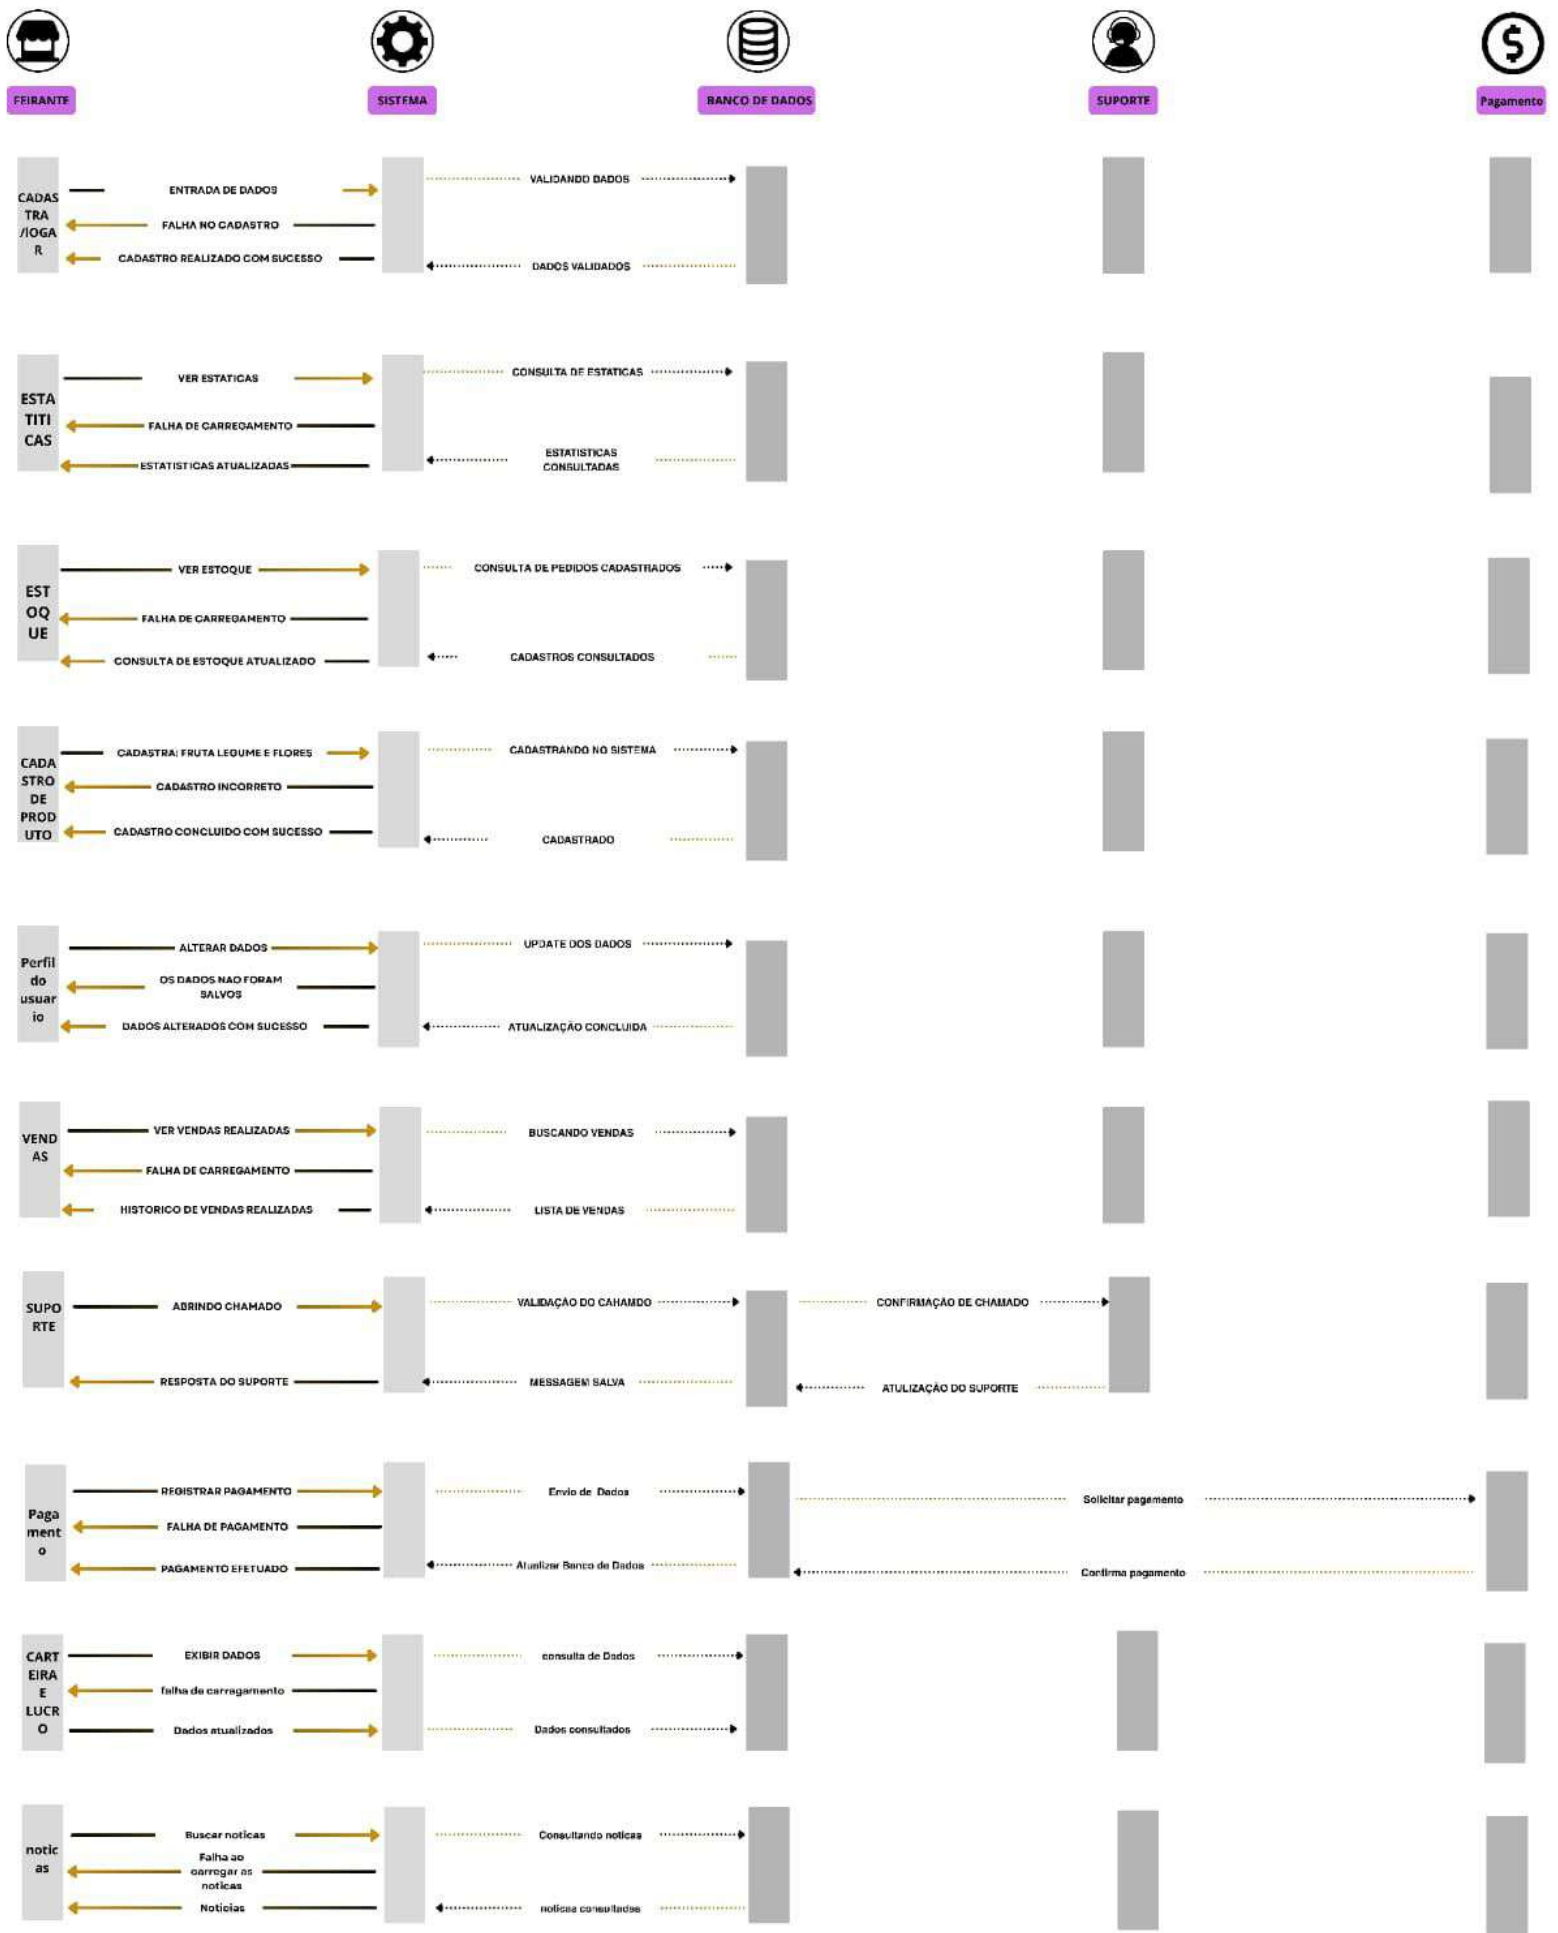 FEIRANTE
SISTEMA
BANCO DE DADOS
SUPORTE
Pagamento
CADAS
TRA
/lOGA
R
ENTRADA DE DADOS
VALIDANDO DADOS
FALHA NO CADASTRO
CADASTRO REALIZADO COM SUCESSO
DADOS VALIDADOS
ESTA
TITI
CAS
VER ESTATICAS
CONSULTA DE ESTATICAS
FALHA DE CARREGAMENTO
ESTATISTICAS ATUALIZADAS
ESTATISTICAS
CONSULTADAS
EST
OQ
UE
VER ESTOQUE
CONSULTA DE PEDIDOS CADASTRADOS
FALHA DE CARREGAMENTO
CONSULTA DE ESTOQUE ATUALIZADO
CADASTROS CONSULTADOS
CADA
STRO
DE
PROD
UTO
CADASTRA: FRUTA LEGUME E FLORES
CADASTRANDO NO SISTEMA
CADASTRO INCORRETO
CADASTRO CONCLUIDO COM SUCESSO
CADASTRADO
Perfil
do
usuar
io
ALTERAR DADOS
UPDATE DOS DADOS
OS DADOS NAO FORAM
SALVOS
DADOS ALTERADOS COM SUCESSO
ATUALIZAÇÃO CONCLUIDA
VEND
AS
VER VENDAS REALIZADAS
BUSCANDO VENDAS
FALHA DE CARREGAMENTO
HISTORICO DE VENDAS REALIZADAS
LISTA DE VENDAS
SUPO
RTE
ABRINDO CHAMADO
VALIDAÇÃO DO CAHAMDO
CONFIRMAÇÃO DE CHAMADO
RESPOSTA DO SUPORTE
MESSAGEM SALVA
ATULIZAÇÃO DO SUPORTE
Paga
ment
o
REGISTRAR PAGAMENTO
Envio de Dados
Solicitar pagamento
FALHA DE PAGAMENTO
PAGAMENTO EFETUADO
Atualizar Banco de Dados
Confirma pagamento
CART
EIRA
E
LUCR
O
EXIBIR DADOS
consulta de Dados
falha de carragamento
Dados atualizados
Dados consultados
notic
as
Buscar noticas
Consultando noticas
Falha ao
carregar as
noticas
Noticias
noticas consultadas